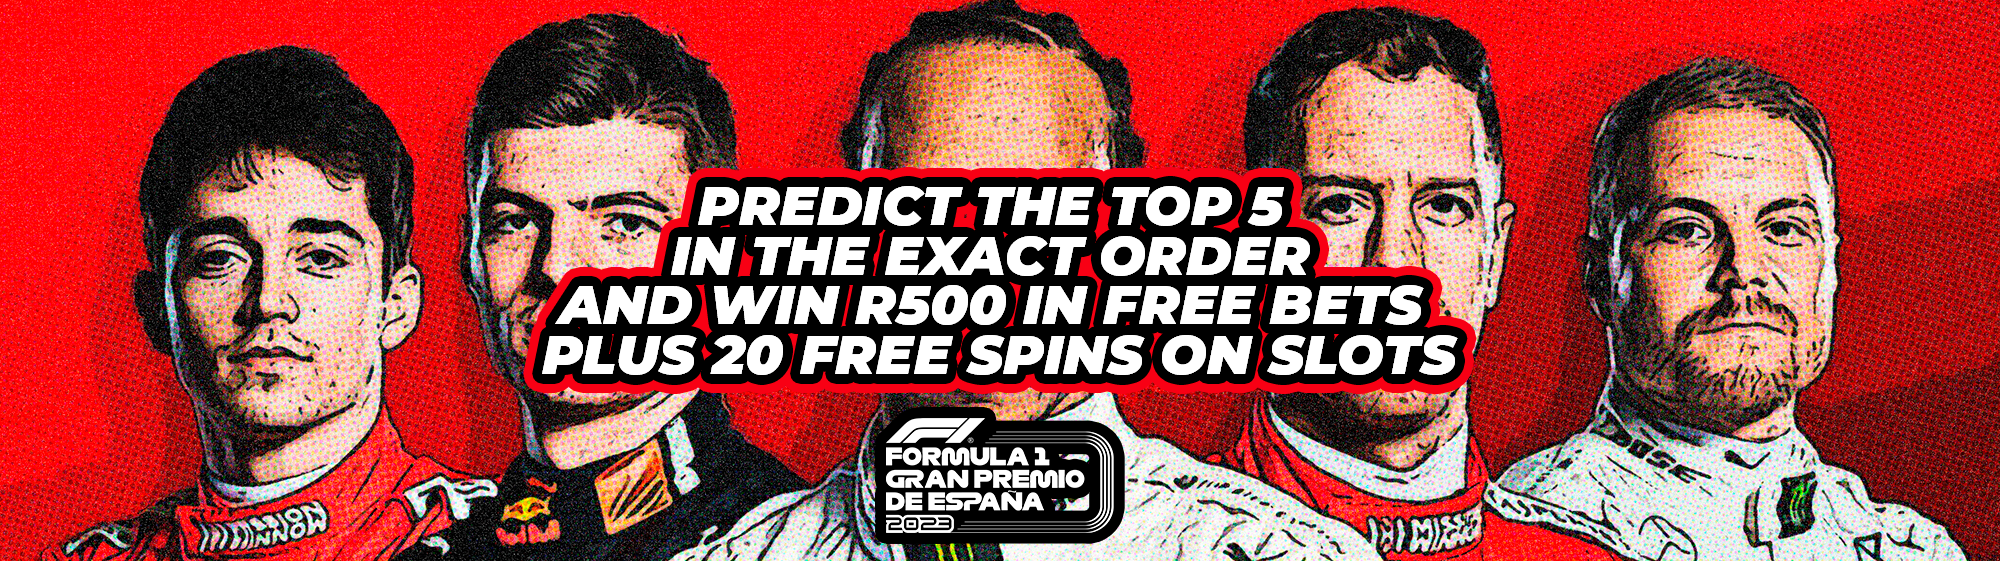 PREDICT THE TOP 5
IN THE EXACT ORDER
AND WIN R500 IN FREE BETS
PLUS 20 FREE SPINS ON SLOTS
FORMULA 1
GRAN PREMIO
DE ESPAÑA
2023